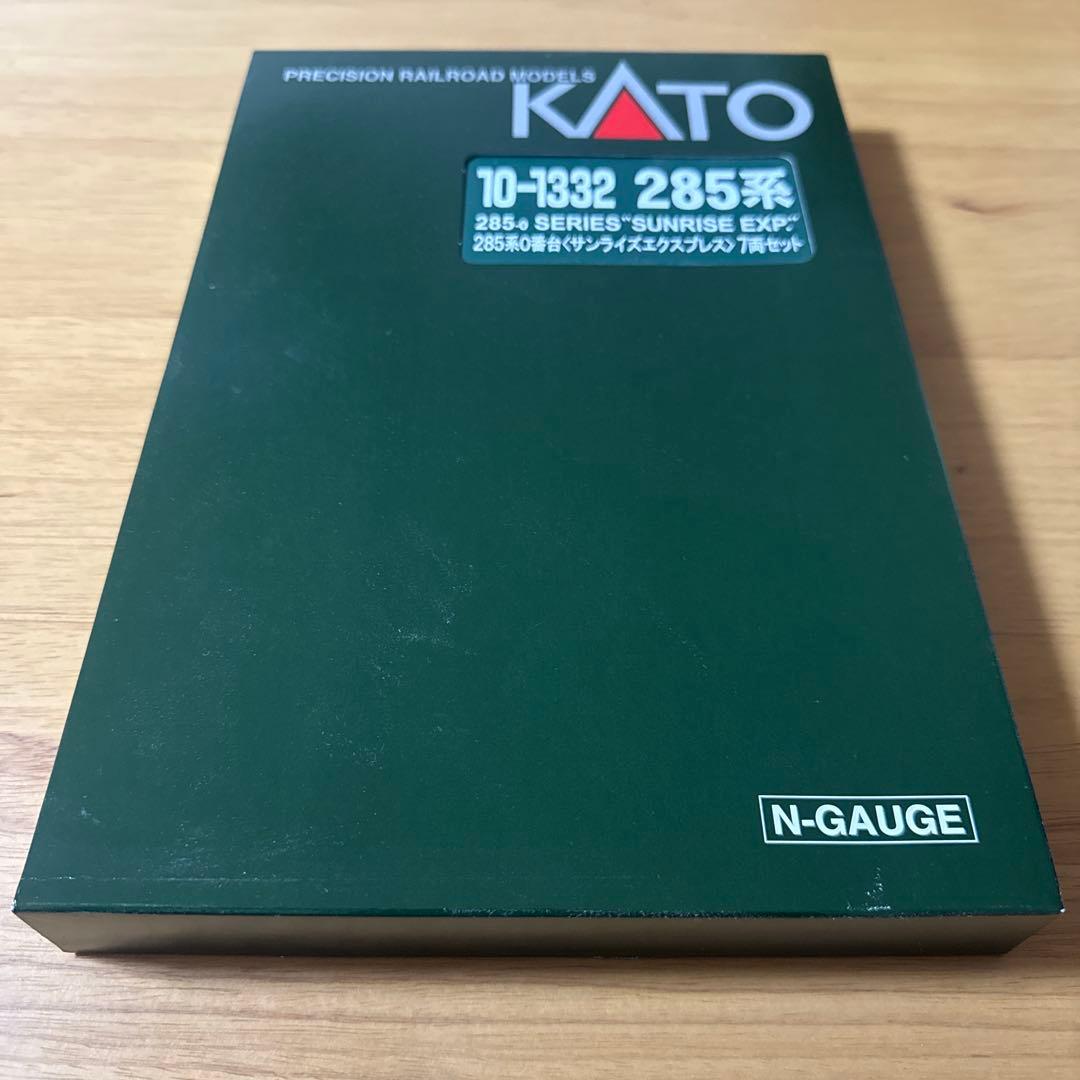 PRECISION RAILROAD MODELS
KATO
10-1332 285系
285-0 SERIES "SUNRISE EXP."
285系0番台〈サンライズエクスプレス〉7両セット
N-GAUGE